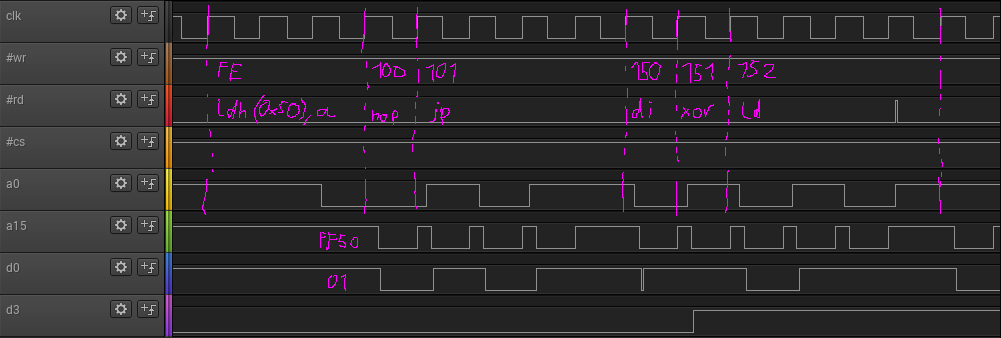 clk
#wr
FE 100 101 150 151 152
#rd
Ldh (0x50), a nop jp di xor Ld
#cs
a0
a15
FF50
d0
01
d3